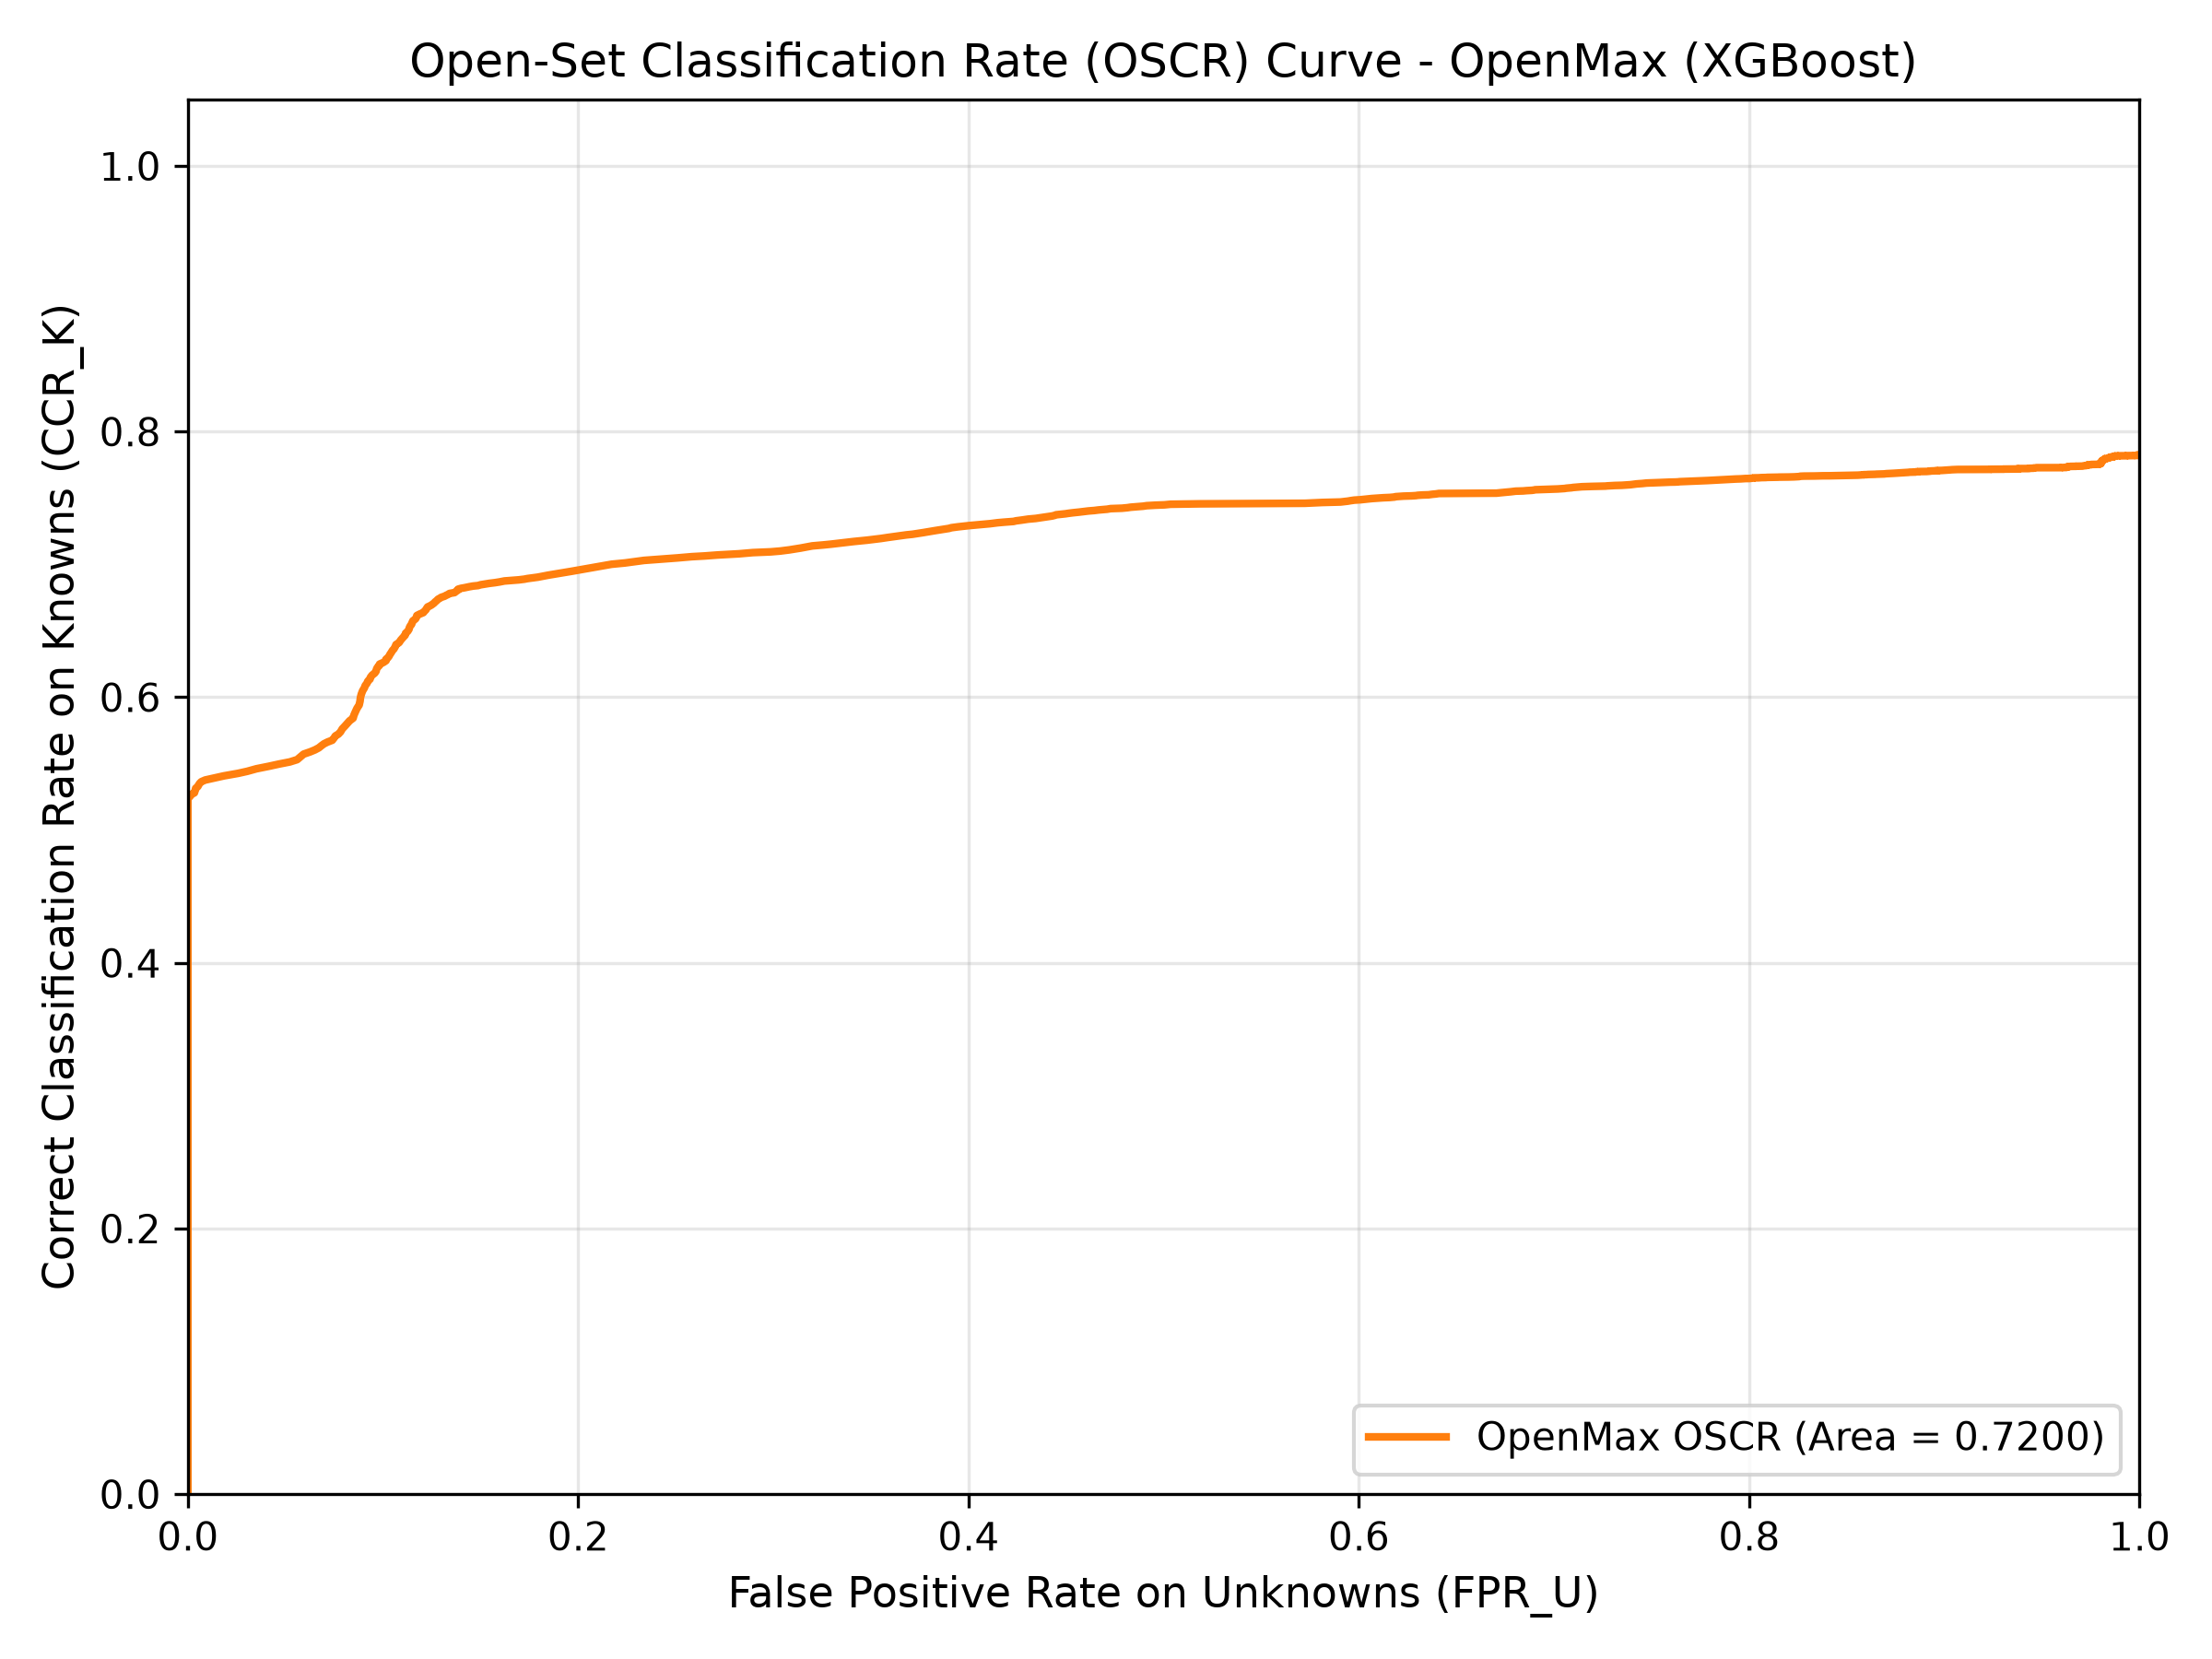 Open-Set Classification Rate (OSCR) Curve - OpenMax (XGBoost)
Correct Classification Rate on Knowns (CCR_K)
1.0
0.8
0.6
0.4
0.2
0.0
0.0 0.2 0.4 0.6 0.8 1.0
False Positive Rate on Unknowns (FPR_U)
OpenMax OSCR (Area = 0.7200)